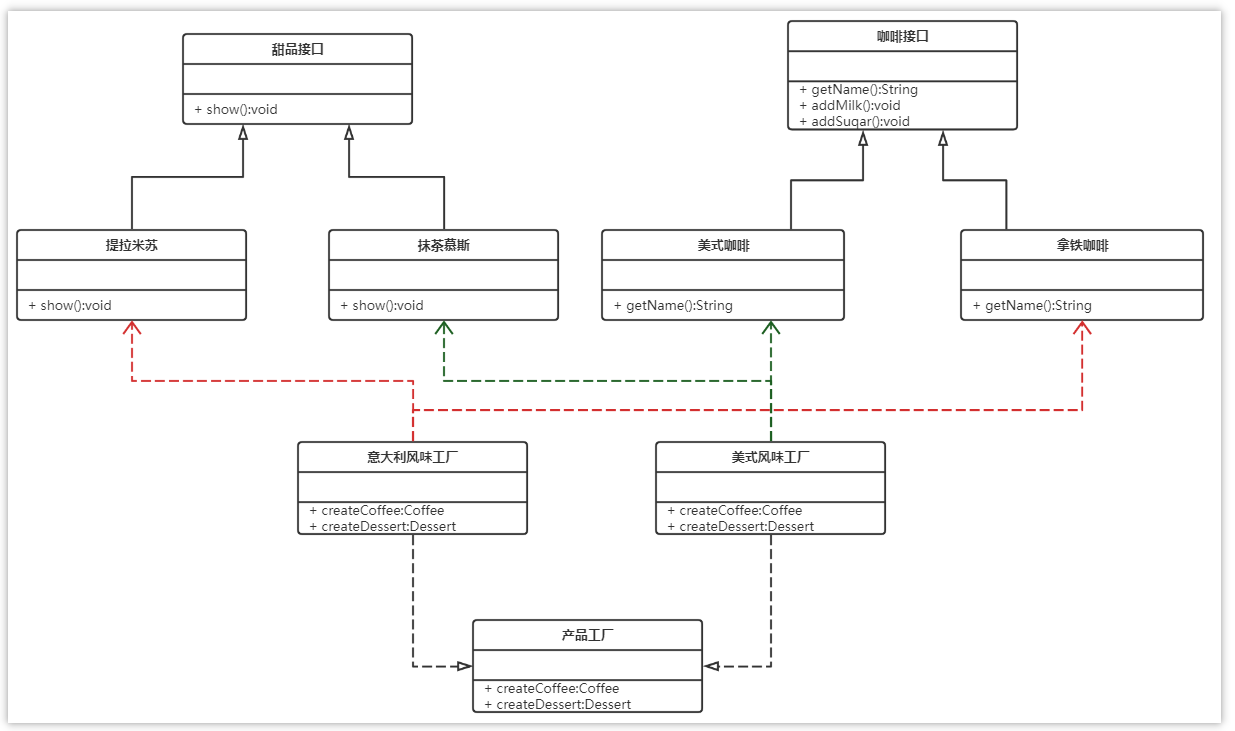 甜品接口
+ show():void
咖啡接口
+ getName():String
+ addMilk():void
+ addSugar():void
提拉米苏
+ show():void
抹茶慕斯
+ show():void
美式咖啡
+ getName():String
拿铁咖啡
+ getName():String
意大利风味工厂
+ createCoffee:Coffee
+ createDessert:Dessert
美式风味工厂
+ createCoffee:Coffee
+ createDessert:Dessert
产品工厂
+ createCoffee:Coffee
+ createDessert:Dessert